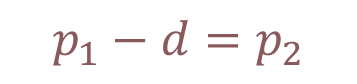 p₁ − d = p₂